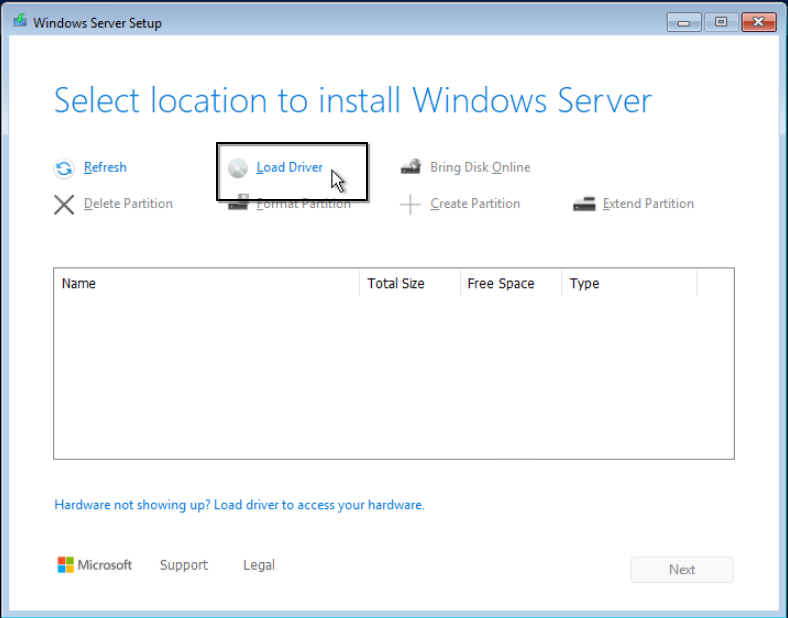 Windows Server Setup
Select location to install Windows Server
Refresh
Load Driver
Bring Disk Online
Delete Partition
Format Partition
Create Partition
Extend Partition
Name Total Size Free Space Type
Hardware not showing up? Load driver to access your hardware.
Microsoft Support Legal
Next